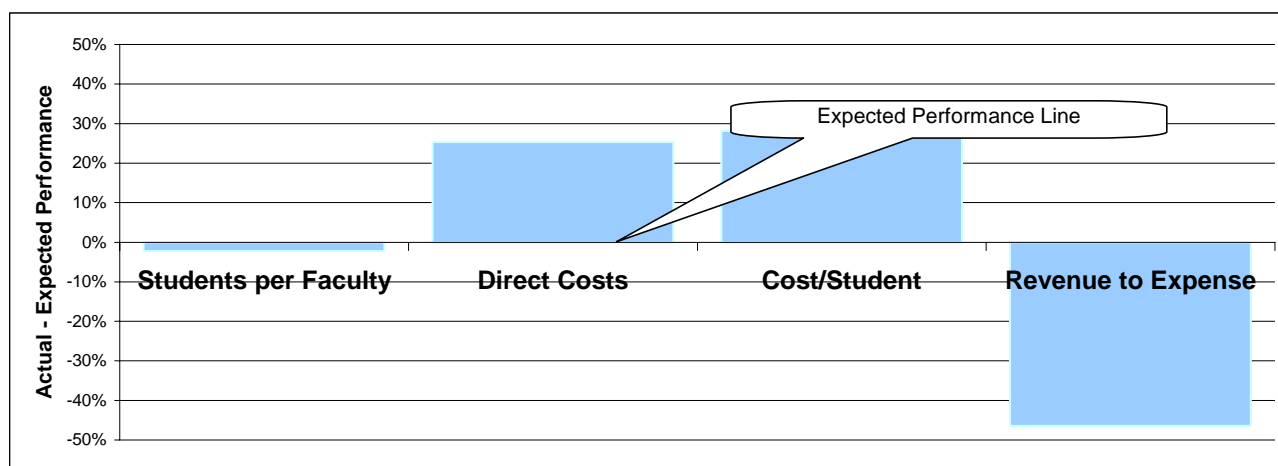 50%
40%
30%
20%
10%
0%
-10%
-20%
-30%
-40%
-50%
Actual - Expected Performance
Expected Performance Line
Students per Faculty
Direct Costs
Cost/Student
Revenue to Expense